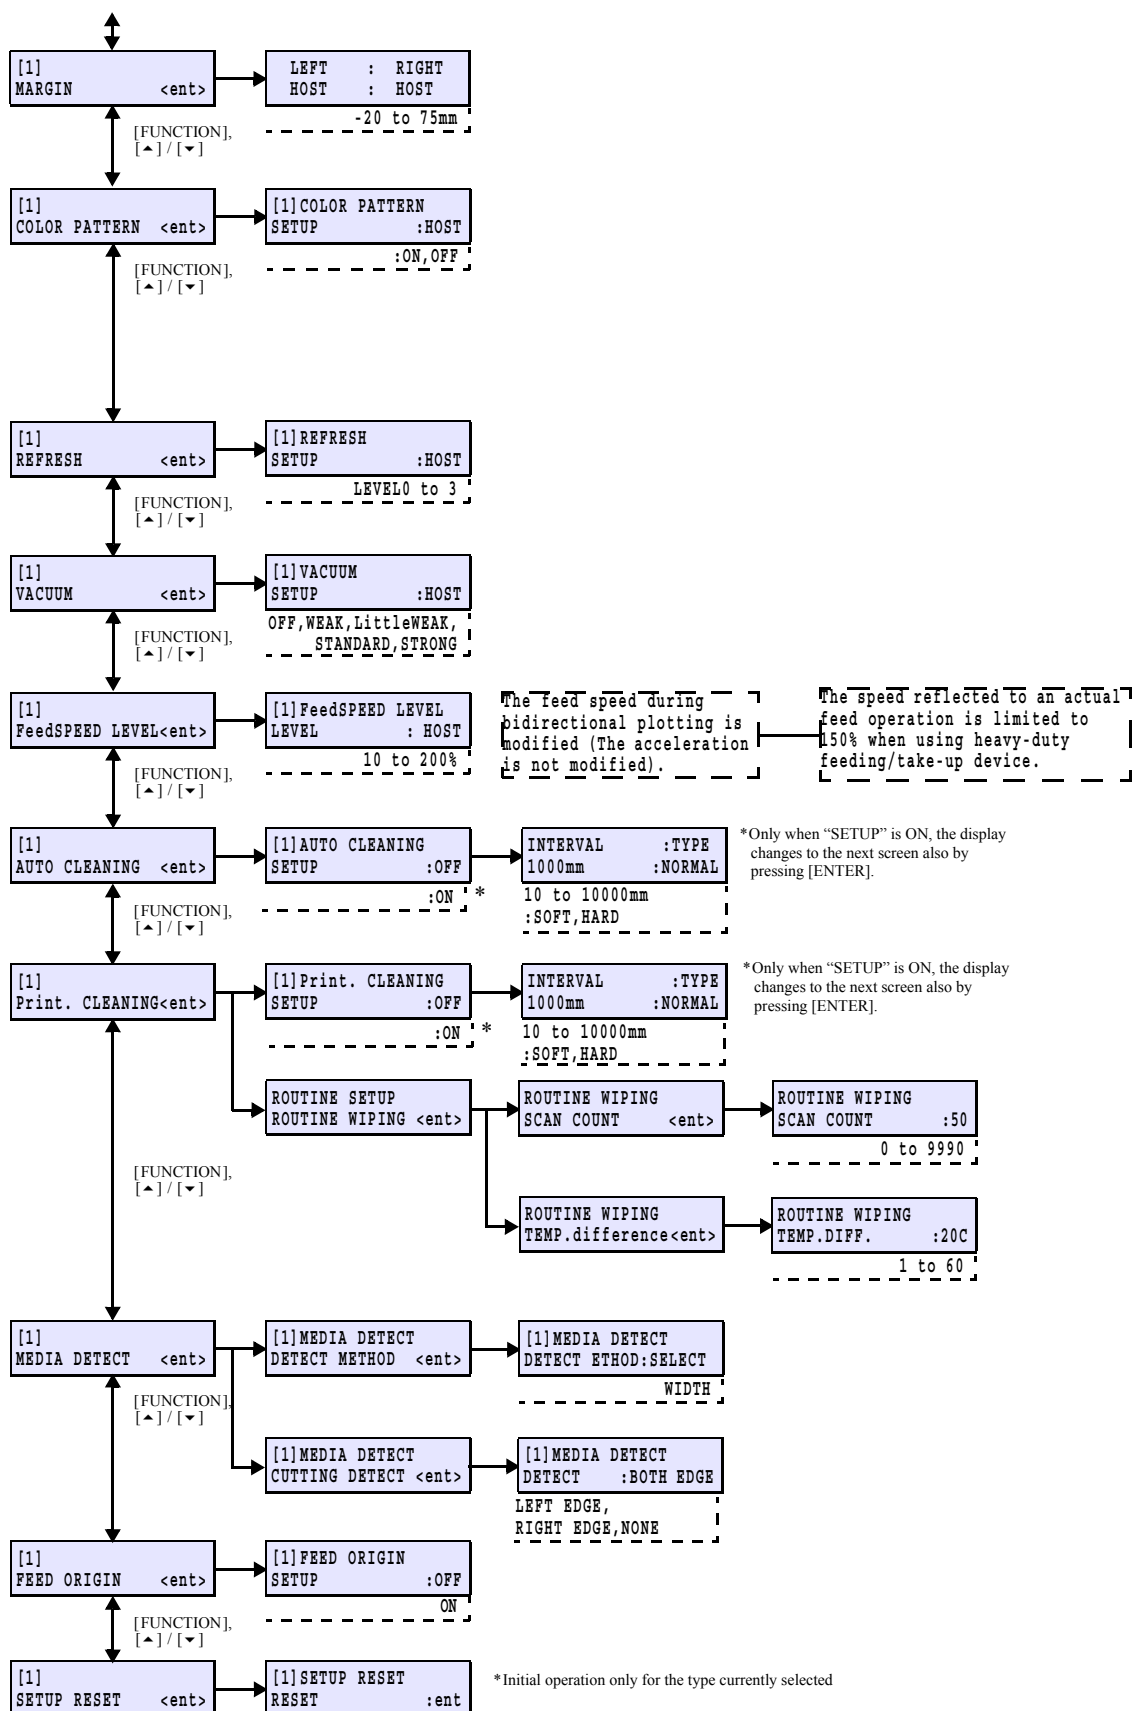 [1]
MARGIN <ent>
LEFT : RIGHT
HOST : HOST
-20 to 75mm
[FUNCTION],
[▲] / [▼]
[1]
COLOR PATTERN <ent>
[1]COLOR PATTERN
SETUP :HOST
:ON,OFF
[FUNCTION],
[▲] / [▼]
[1]
REFRESH <ent>
[1]REFRESH
SETUP :HOST
LEVEL0 to 3
[FUNCTION],
[▲] / [▼]
[1]
VACUUM <ent>
[1]VACUUM
SETUP :HOST
OFF,WEAK,LittleWEAK,
STANDARD,STRONG
[FUNCTION],
[▲] / [▼]
[1]
FeedSPEED LEVEL<ent>
[1]FeedSPEED LEVEL
LEVEL : HOST
10 to 200%
The feed speed during
bidirectional plotting is
modified (The acceleration
is not modified).
The speed reflected to an actual
feed operation is limited to
150% when using heavy-duty
feeding/take-up device.
[FUNCTION],
[▲] / [▼]
[1]
AUTO CLEANING <ent>
[1]AUTO CLEANING
SETUP :OFF
:ON *
INTERVAL :TYPE
1000mm :NORMAL
10 to 10000mm
:SOFT,HARD
*Only when “SETUP” is ON, the display
changes to the next screen also by
pressing [ENTER].
[FUNCTION],
[▲] / [▼]
[1]
Print. CLEANING<ent>
[1]Print. CLEANING
SETUP :OFF
:ON *
INTERVAL :TYPE
1000mm :NORMAL
10 to 10000mm
:SOFT,HARD
*Only when “SETUP” is ON, the display
changes to the next screen also by
pressing [ENTER].
ROUTINE SETUP
ROUTINE WIPING <ent>
ROUTINE WIPING
SCAN COUNT <ent>
ROUTINE WIPING
SCAN COUNT :50
0 to 9990
[FUNCTION],
[▲] / [▼]
ROUTINE WIPING
TEMP.difference<ent>
ROUTINE WIPING
TEMP.DIFF. :20C
1 to 60
[1]
MEDIA DETECT <ent>
[1]MEDIA DETECT
DETECT METHOD <ent>
[1]MEDIA DETECT
DETECT ETHOD:SELECT
WIDTH
[FUNCTION],
[▲] / [▼]
[1]MEDIA DETECT
CUTTING DETECT <ent>
[1]MEDIA DETECT
DETECT :BOTH EDGE
LEFT EDGE,
RIGHT EDGE,NONE
[1]
FEED ORIGIN <ent>
[1]FEED ORIGIN
SETUP :OFF
ON
[FUNCTION],
[▲] / [▼]
[1]
SETUP RESET <ent>
[1]SETUP RESET
RESET :ent
*Initial operation only for the type currently selected